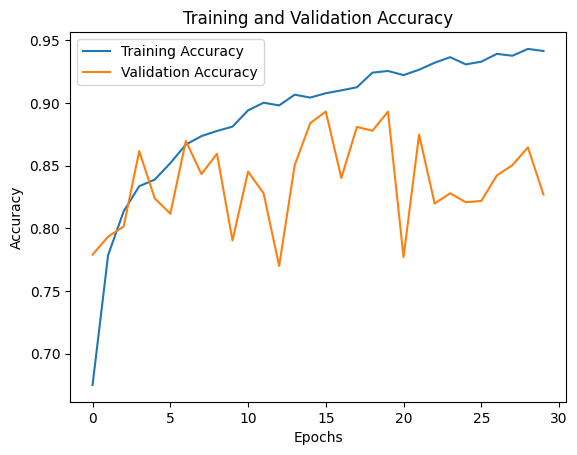 Training and Validation Accuracy
Training Accuracy
Validation Accuracy
Accuracy
0.95
0.90
0.85
0.80
0.75
0.70
0 5 10 15 20 25 30
Epochs